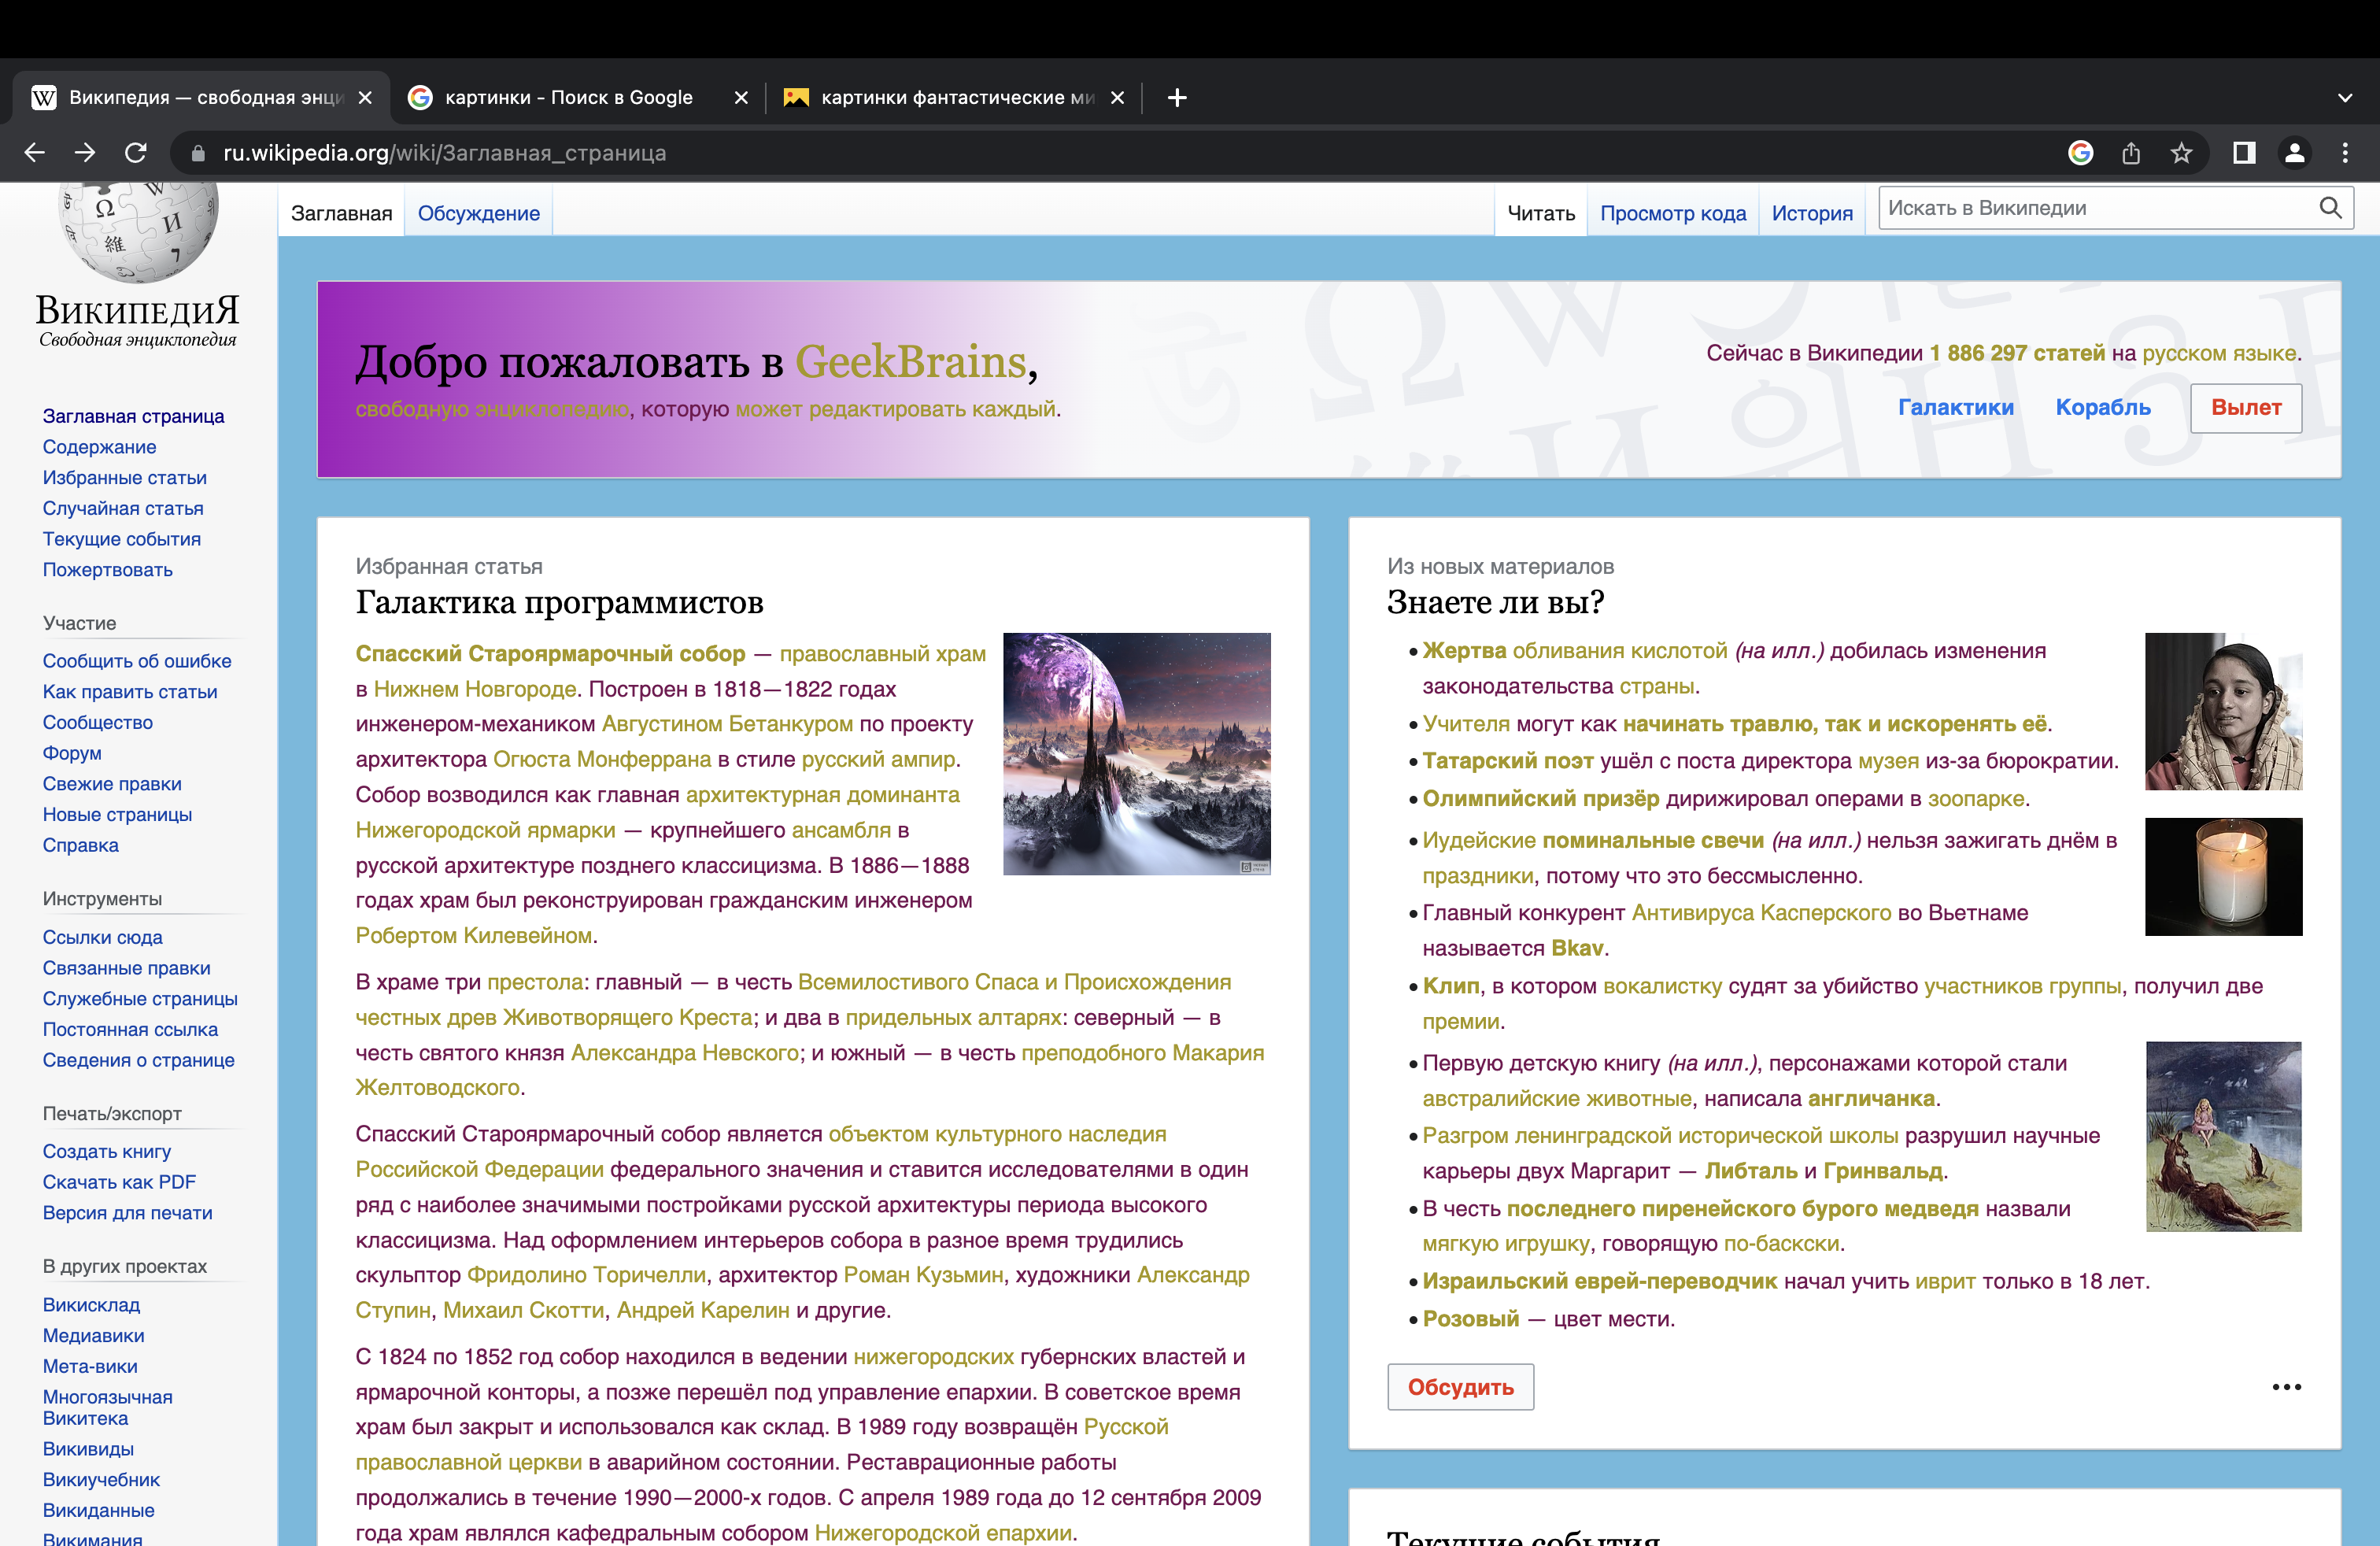 Википедия — свободная энци
картинки - Поиск в Google
картинки фантастические ми
ru.wikipedia.org/wiki/Заглавная_страница
Заглавная
Обсуждение
Читать
Просмотр кода
История
Искать в Википедии
ВикипедиЯ
Свободная энциклопедия
Заглавная страница
Содержание
Избранные статьи
Случайная статья
Текущие события
Пожертвовать
Участие
Сообщить об ошибке
Как править статьи
Сообщество
Форум
Свежие правки
Новые страницы
Справка
Инструменты
Ссылки сюда
Связанные правки
Служебные страницы
Постоянная ссылка
Сведения о странице
Печать/экспорт
Создать книгу
Скачать как PDF
Версия для печати
В других проектах
Викисклад
Медиавики
Мета-вики
Многоязычная
Викитека
Викивиды
Викиучебник
Викиданные
Викимания
Добро пожаловать в GeekBrains,
свободную энциклопедию, которую может редактировать каждый.
Сейчас в Википедии 1 886 297 статей на русском языке.
Галактики
Корабль
Вылет
Избранная статья
Галактика программистов
Спасский Староярмарочный собор — православный храм
в Нижнем Новгороде. Построен в 1818—1822 годах
инженером-механиком Августином Бетанкуром по проекту
архитектора Огюста Монферрана в стиле русский ампир.
Собор возводился как главная архитектурная доминанта
Нижегородской ярмарки — крупнейшего ансамбля в
русской архитектуре позднего классицизма. В 1886—1888
годах храм был реконструирован гражданским инженером
Робертом Килевейном.
В храме три престола: главный — в честь Всемилостивого Спаса и Происхождения
честных древ Животворящего Креста; и два в придельных алтарях: северный — в
честь святого князя Александра Невского; и южный — в честь преподобного Макария
Желтоводского.
Спасский Староярмарочный собор является объектом культурного наследия
Российской Федерации федерального значения и ставится исследователями в один
ряд с наиболее значимыми постройками русской архитектуры периода высокого
классицизма. Над оформлением интерьеров собора в разное время трудились
скульптор Фридолино Торичелли, архитектор Роман Кузьмин, художники Александр
Ступин, Михаил Скотти, Андрей Карелин и другие.
С 1824 по 1852 год собор находился в ведении нижегородских губернских властей и
ярмарочной конторы, а позже перешёл под управление епархии. В советское время
храм был закрыт и использовался как склад. В 1989 году возвращён Русской
православной церкви в аварийном состоянии. Реставрационные работы
продолжались в течение 1990—2000-х годов. С апреля 1989 года до 12 сентября 2009
года храм являлся кафедральным собором Нижегородской епархии.
Из новых материалов
Знаете ли вы?
Жертва обливания кислотой (на илл.) добилась изменения
законодательства страны.
Учителя могут как начинать травлю, так и искоренять её.
Татарский поэт ушёл с поста директора музея из-за бюрократии.
Олимпийский призёр дирижировал операми в зоопарке.
Иудейские поминальные свечи (на илл.) нельзя зажигать днём в
праздники, потому что это бессмысленно.
Главный конкурент Антивируса Касперского во Вьетнаме
называется Bkav.
Клип, в котором вокалистку судят за убийство участников группы, получил две
премии.
Первую детскую книгу (на илл.), персонажами которой стали
австралийские животные, написала англичанка.
Разгром ленинградской исторической школы разрушил научные
карьеры двух Маргарит — Либталь и Гринвальд.
В честь последнего пиренейского бурого медведя назвали
мягкую игрушку, говорящую по-баскски.
Израильский еврей-переводчик начал учить иврит только в 18 лет.
Розовый — цвет мести.
Обсудить
Текущие события